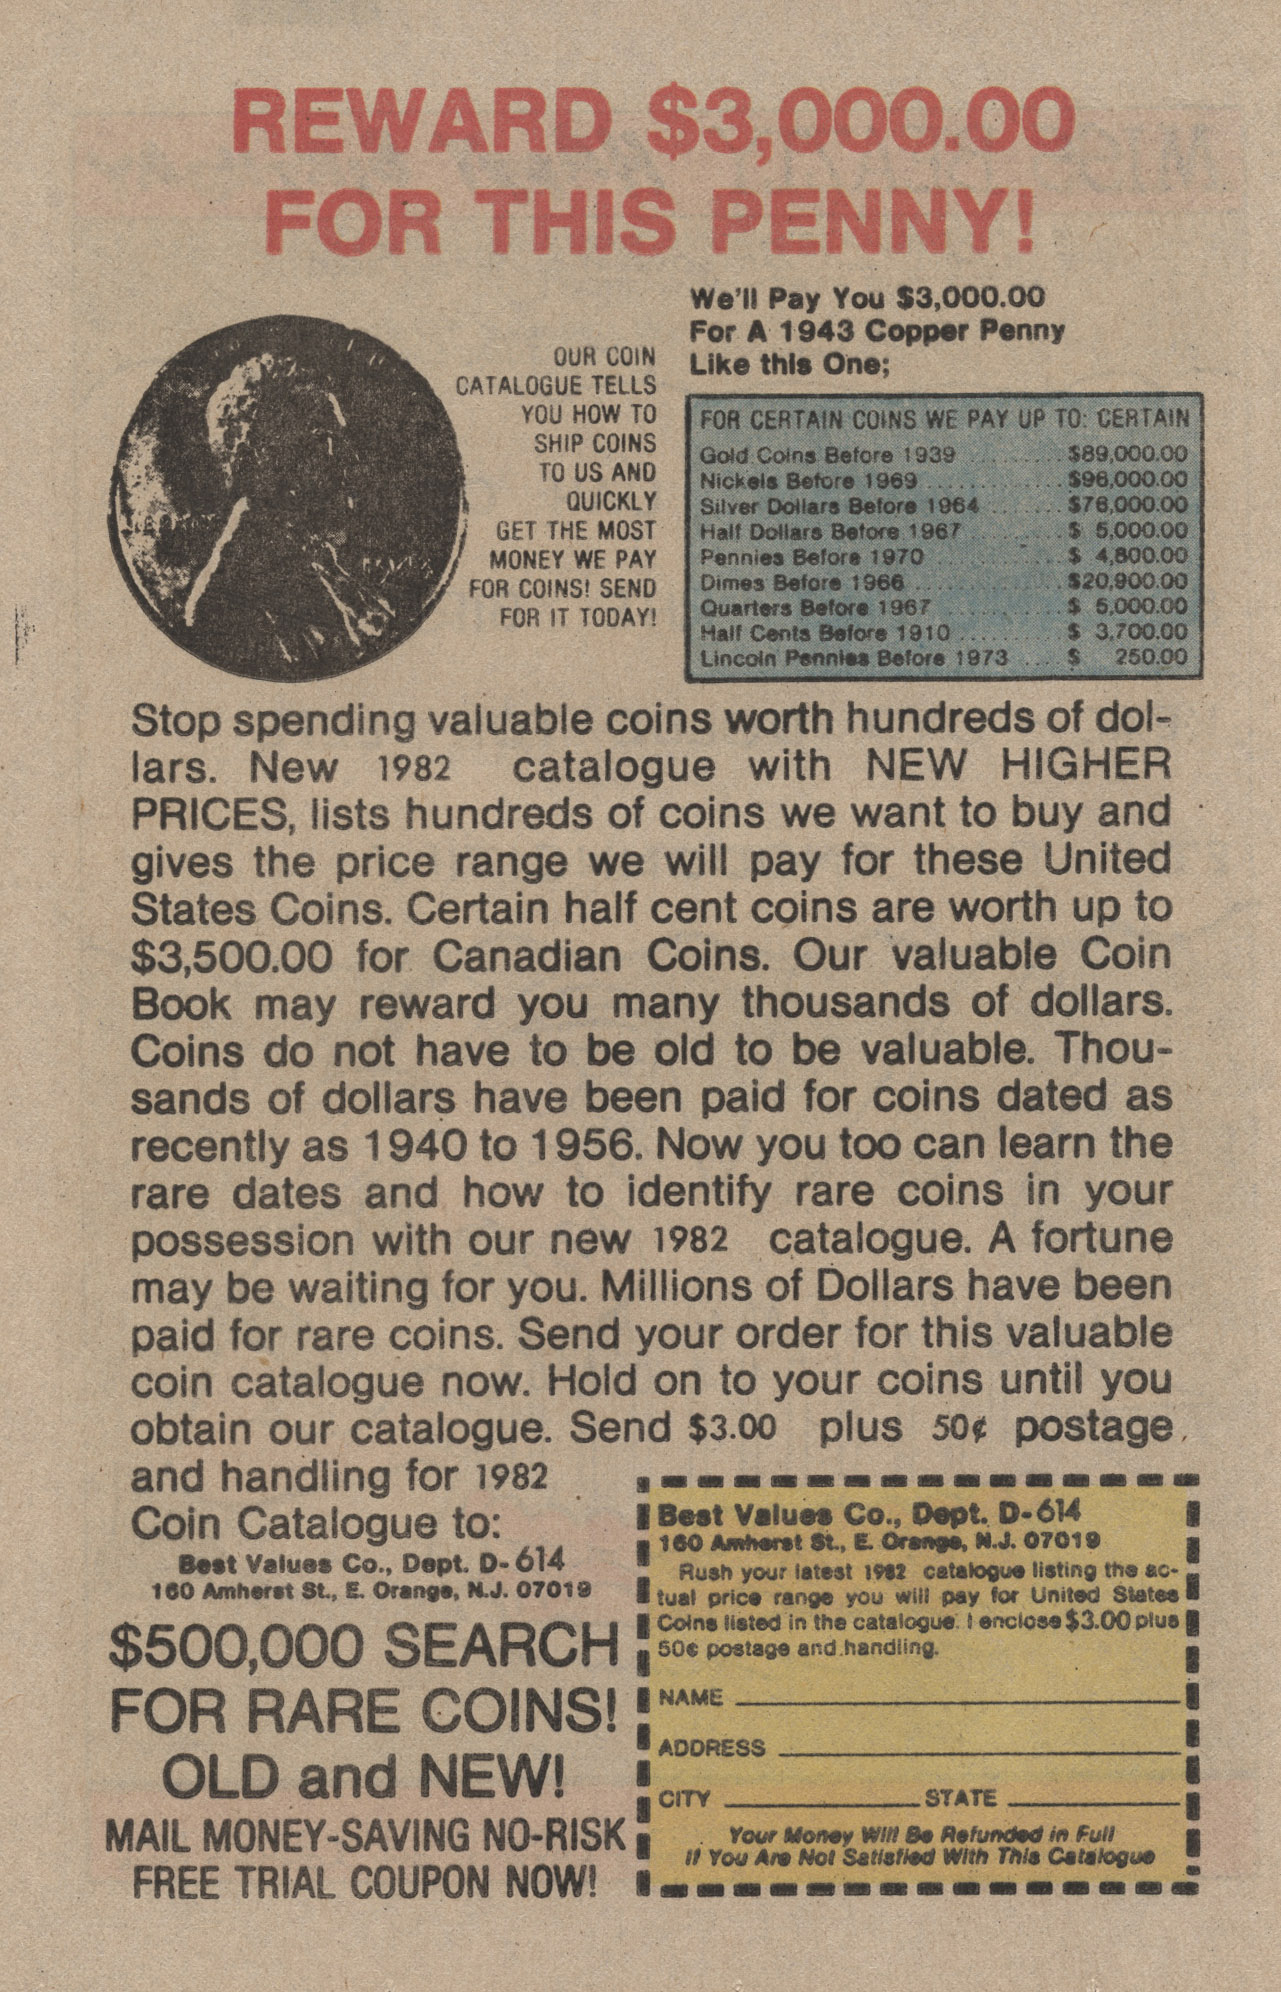 REWARD $3,000.00
FOR THIS PENNY!
We'll Pay You $3,000.00
For A 1943 Copper Penny
Like this One;
OUR COIN
CATALOGUE TELLS
YOU HOW TO
SHIP COINS
TO US AND
QUICKLY
GET THE MOST
MONEY WE PAY
FOR COINS! SEND
FOR IT TODAY!
FOR CERTAIN COINS WE PAY UP TO: CERTAIN
Gold Coins Before 1939 ........ $89,000.00
Nickels Before 1969 ............ $96,000.00
Silver Dollars Before 1964 ...... $76,000.00
Half Dollars Before 1967 ........ $ 5,000.00
Pennies Before 1970 ............ $ 4,800.00
Dimes Before 1966 ............. $20,900.00
Quarters Before 1967 .......... $ 5,000.00
Half Cents Before 1910 ......... $ 3,700.00
Lincoln Pennies Before 1973 .... $ 250.00
Stop spending valuable coins worth hundreds of dol-
lars. New 1982 catalogue with NEW HIGHER
PRICES, lists hundreds of coins we want to buy and
gives the price range we will pay for these United
States Coins. Certain half cent coins are worth up to
$3,500.00 for Canadian Coins. Our valuable Coin
Book may reward you many thousands of dollars.
Coins do not have to be old to be valuable. Thou-
sands of dollars have been paid for coins dated as
recently as 1940 to 1956. Now you too can learn the
rare dates and how to identify rare coins in your
possession with our new 1982 catalogue. A fortune
may be waiting for you. Millions of Dollars have been
paid for rare coins. Send your order for this valuable
coin catalogue now. Hold on to your coins until you
obtain our catalogue. Send $3.00 plus 50¢ postage
and handling for 1982
Coin Catalogue to:
Best Values Co., Dept. D-614
160 Amherst St., E. Orange, N.J. 07019
$500,000 SEARCH
FOR RARE COINS!
OLD and NEW!
MAIL MONEY-SAVING NO-RISK
FREE TRIAL COUPON NOW!
Best Values Co., Dept. D-614
160 Amherst St., E. Orange, N.J. 07019
Rush your latest 1982 catalogue listing the ac-
tual price range you will pay for United States
Coins listed in the catalogue. I enclose $3.00 plus
50¢ postage and handling.
NAME
ADDRESS
CITY STATE
Your Money Will Be Refunded in Full
If You Are Not Satisfied With This Catalogue